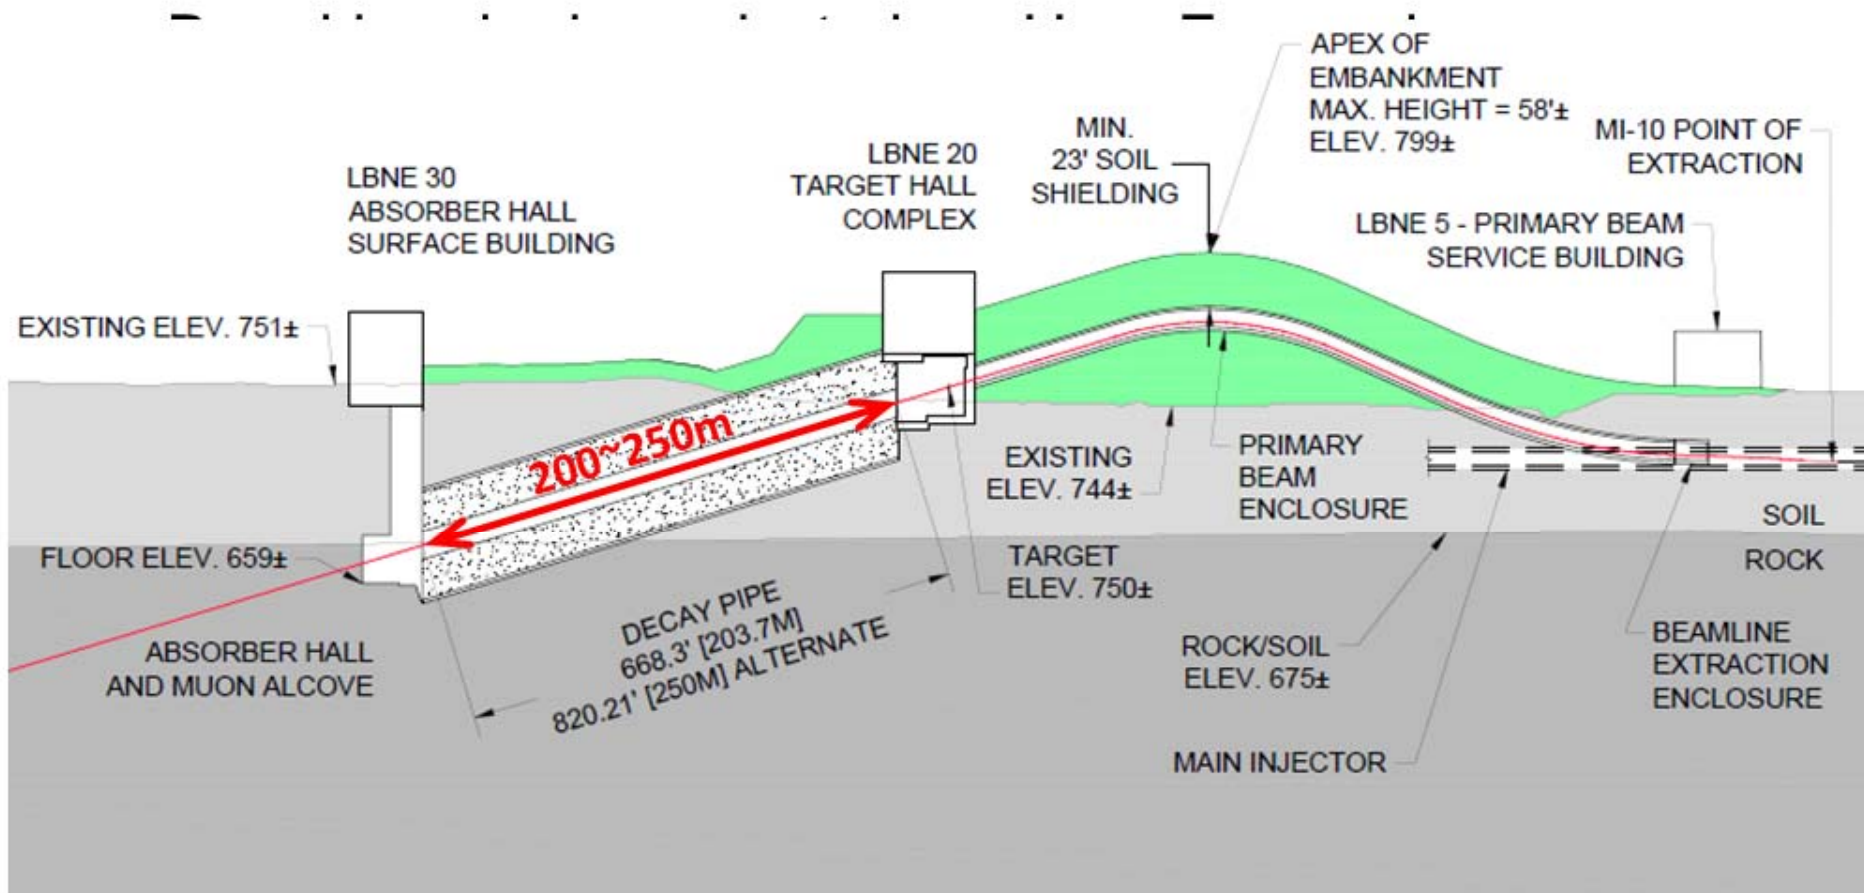 APEX OF
EMBANKMENT
MAX. HEIGHT = 58'±
ELEV. 799±
MIN.
23' SOIL
SHIELDING
MI-10 POINT OF
EXTRACTION
LBNE 20
TARGET HALL
COMPLEX
LBNE 30
ABSORBER HALL
SURFACE BUILDING
LBNE 5 - PRIMARY BEAM
SERVICE BUILDING
EXISTING ELEV. 751±
200~250m
EXISTING
ELEV. 744±
PRIMARY
BEAM
ENCLOSURE
SOIL
ROCK
FLOOR ELEV. 659±
TARGET
ELEV. 750±
DECAY PIPE
668.3' [203.7M]
820.21' [250M] ALTERNATE
ABSORBER HALL
AND MUON ALCOVE
ROCK/SOIL
ELEV. 675±
BEAMLINE
EXTRACTION
ENCLOSURE
MAIN INJECTOR